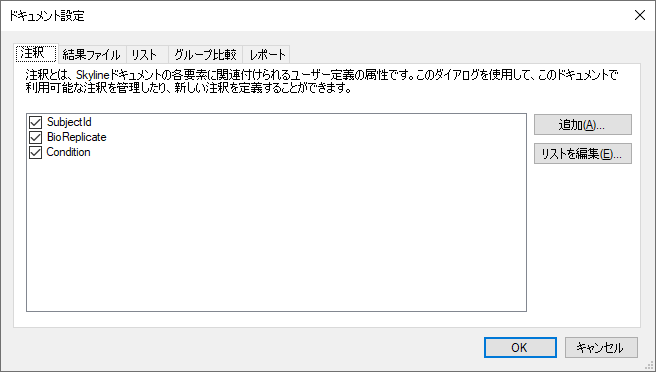 ドキュメント設定
注釈 結果ファイル リスト グループ比較 レポート
注釈とは、Skylineドキュメントの各要素に関連付けられるユーザー定義の属性です。このダイアログを使用して、このドキュメントで
利用可能な注釈を管理したり、新しい注釈を定義することができます。
SubjectId
BioReplicate
Condition
追加(A)...
リストを編集(E)...
OK
キャンセル